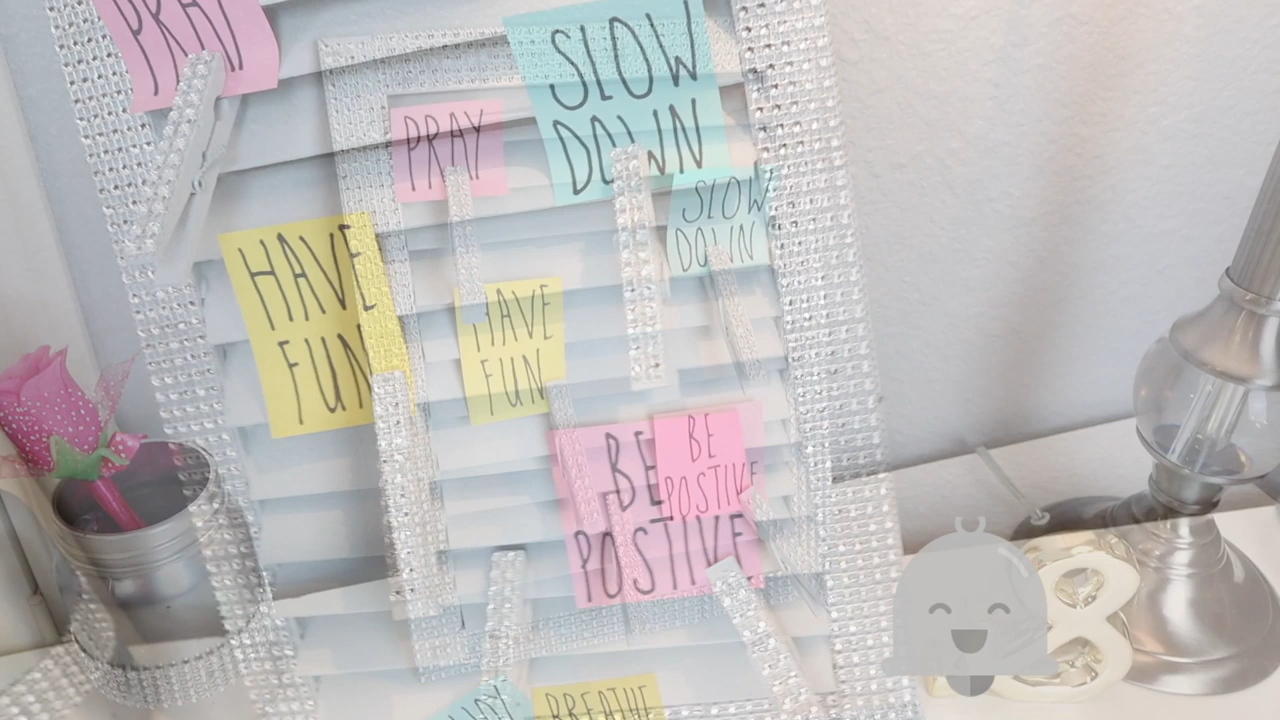 PRAY
SLOW
DOWN
PRAY
SLOW
DOWN
HAVE
FUN
HAVE
FUN
BE
POSTIVE
BE
POSTIVE
BREATHE